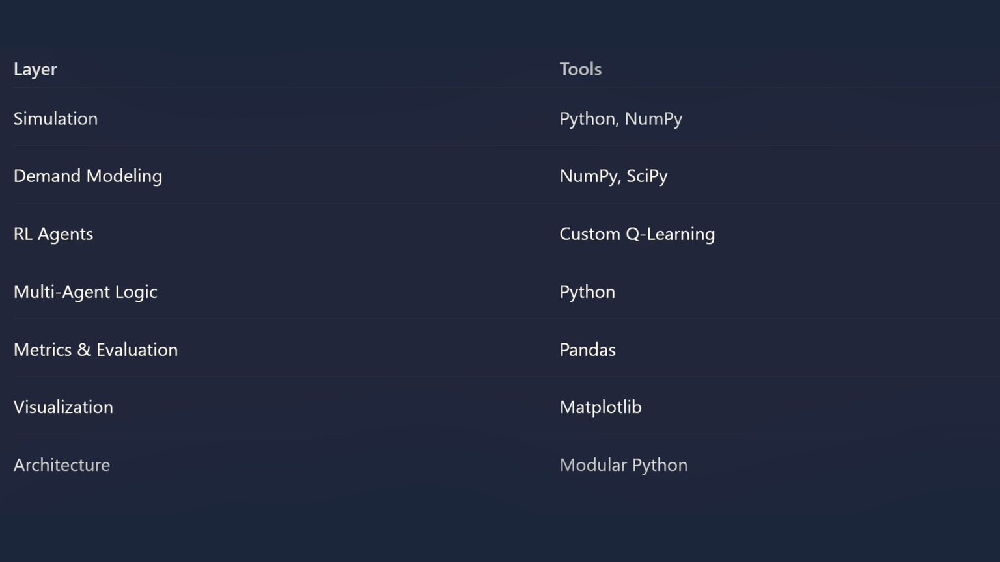 Layer Tools
Simulation Python, NumPy
Demand Modeling NumPy, SciPy
RL Agents Custom Q-Learning
Multi-Agent Logic Python
Metrics & Evaluation Pandas
Visualization Matplotlib
Architecture Modular Python